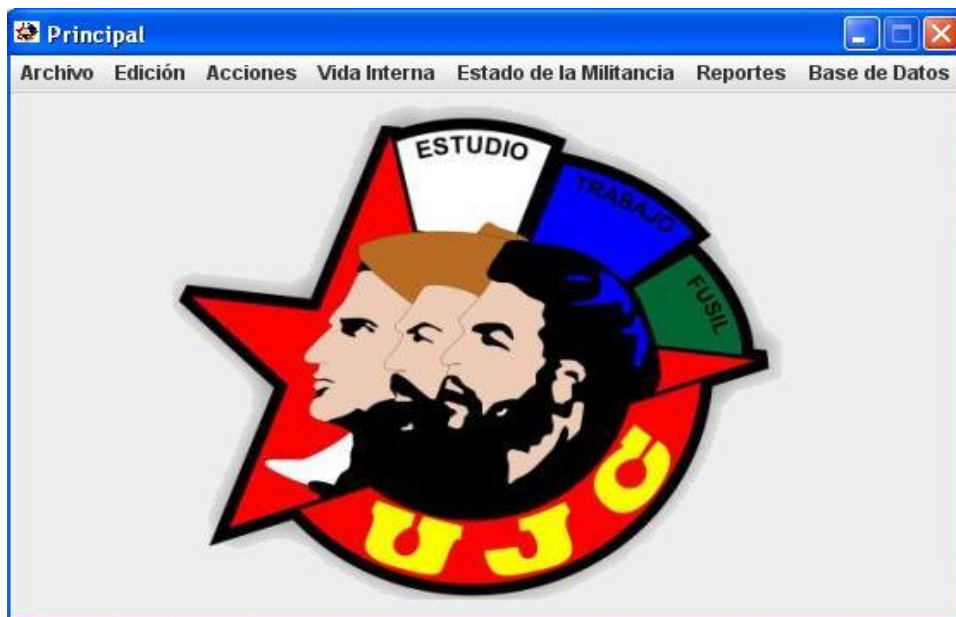 Principal
Archivo Edición Acciones Vida Interna Estado de la Militancia Reportes Base de Datos
ESTUDIO
TRABAJO
FUSIL
UJC